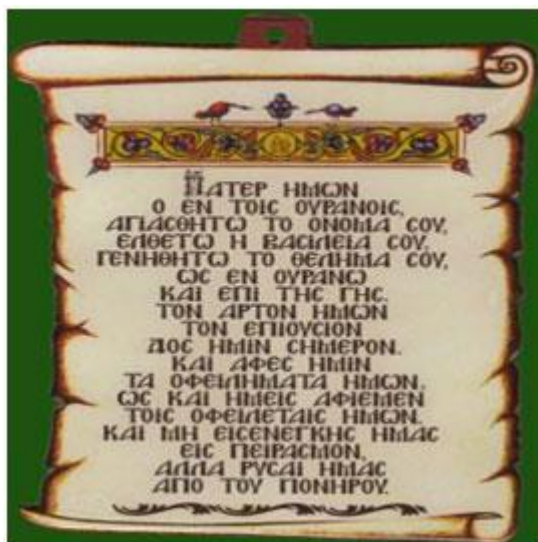 ΠΑΤΕΡ ΗΜΩΝ
Ο ΕΝ ΤΟΙC ΟΥΡΑΝΟΙC,
ΑΓΙΑCΘΗΤΩ ΤΟ ΟΝΟΜΑ CΟΥ,
ΕΛΘΕΤΩ Η ΒΑCΙΛΕΙΑ CΟΥ,
ΓΕΝΗΘΗΤΩ ΤΟ ΘΕΛΗΜΑ CΟΥ,
ΩC ΕΝ ΟΥΡΑΝΩ
ΚΑΙ ΕΠΙ ΤΗC ΓΗC.
ΤΟΝ ΑΡΤΟΝ ΗΜΩΝ
ΤΟΝ ΕΠΙΟΥCΙΟΝ
ΔΟC ΗΜΙΝ CΗΜΕΡΟΝ.
ΚΑΙ ΑΦΕC ΗΜΙΝ
ΤΑ ΟΦΕΙΛΗΜΑΤΑ ΗΜΩΝ,
ΩC ΚΑΙ ΗΜΕΙC ΑΦΙΕΜΕΝ
ΤΟΙC ΟΦΕΙΛΕΤΑΙC ΗΜΩΝ.
ΚΑΙ ΜΗ ΕΙCΕΝΕΓΚΗC ΗΜΑC
ΕΙC ΠΕΙΡΑCΜΟΝ,
ΑΛΛΑ ΡΥCΑΙ ΗΜΑC
ΑΠΟ ΤΟΥ ΠΟΝΗΡΟΥ.